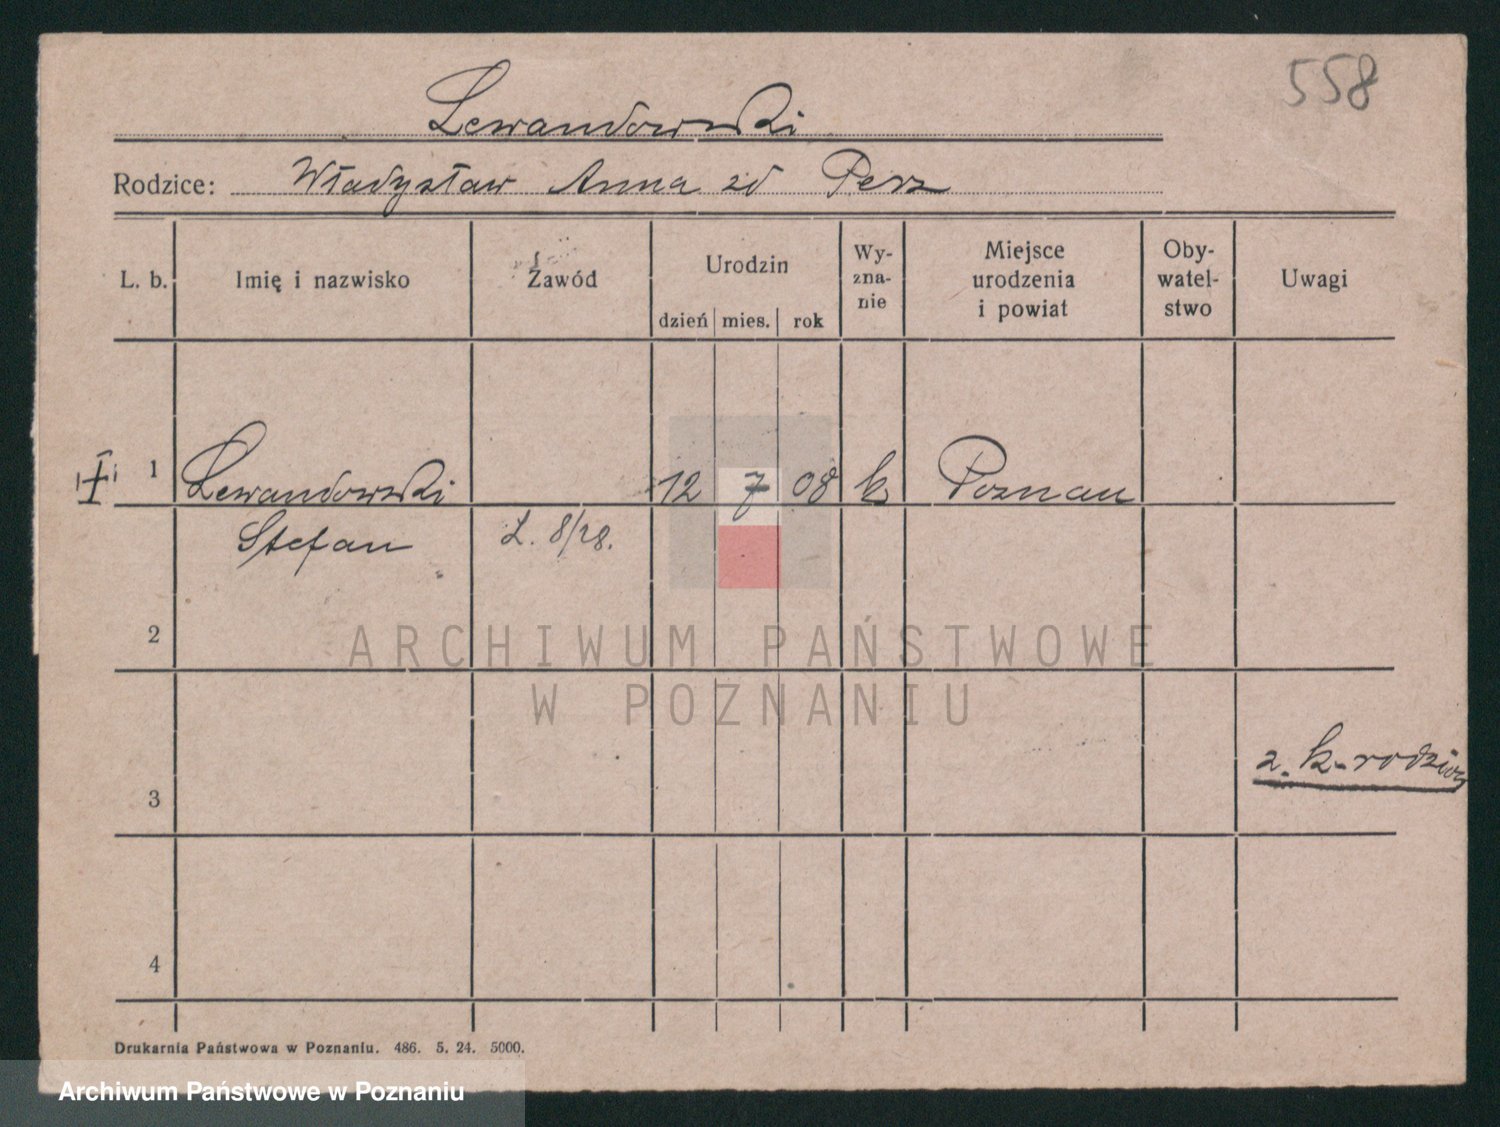 558
Lewandowski
Rodzice: Władysław Anna zd Perz
L. b. Imię i nazwisko Zawód Urodzin dzień mies. rok Wy-zna-nie Miejsce urodzenia i powiat Oby-watel-stwo Uwagi
1 Lewandowski 12 7 08 k Poznan
Stefan Z. 8/28.
2
ARCHIWUM PAŃSTWOWE
W POZNANIU
z. k. rodzicz
3
4
Drukarnia Państwowa w Poznaniu. 486. 5. 24. 5000.
Archiwum Państwowe w Poznaniu